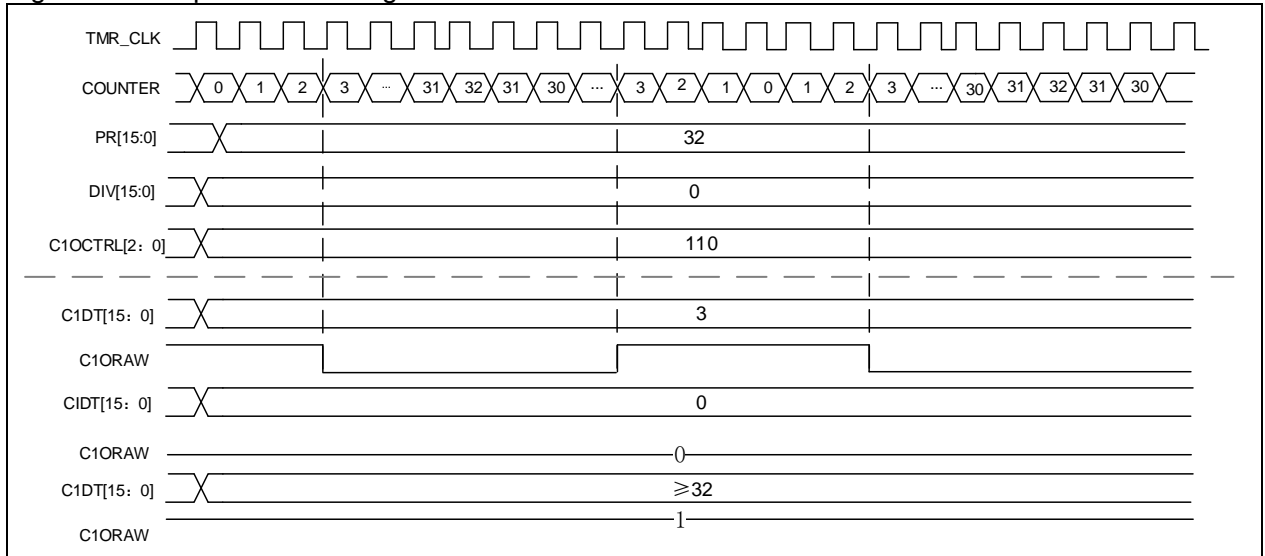 TMR_CLK
COUNTER 0 1 2 3 ... 31 32 31 30 ... 3 2 1 0 1 2 3 ... 30 31 32 31 30
PR[15:0] 32
DIV[15:0] 0
C1OCTRL[2：0] 110
C1DT[15：0] 3
C1ORAW
CIDT[15：0] 0
C1ORAW 0
C1DT[15：0] ≥32
C1ORAW 1